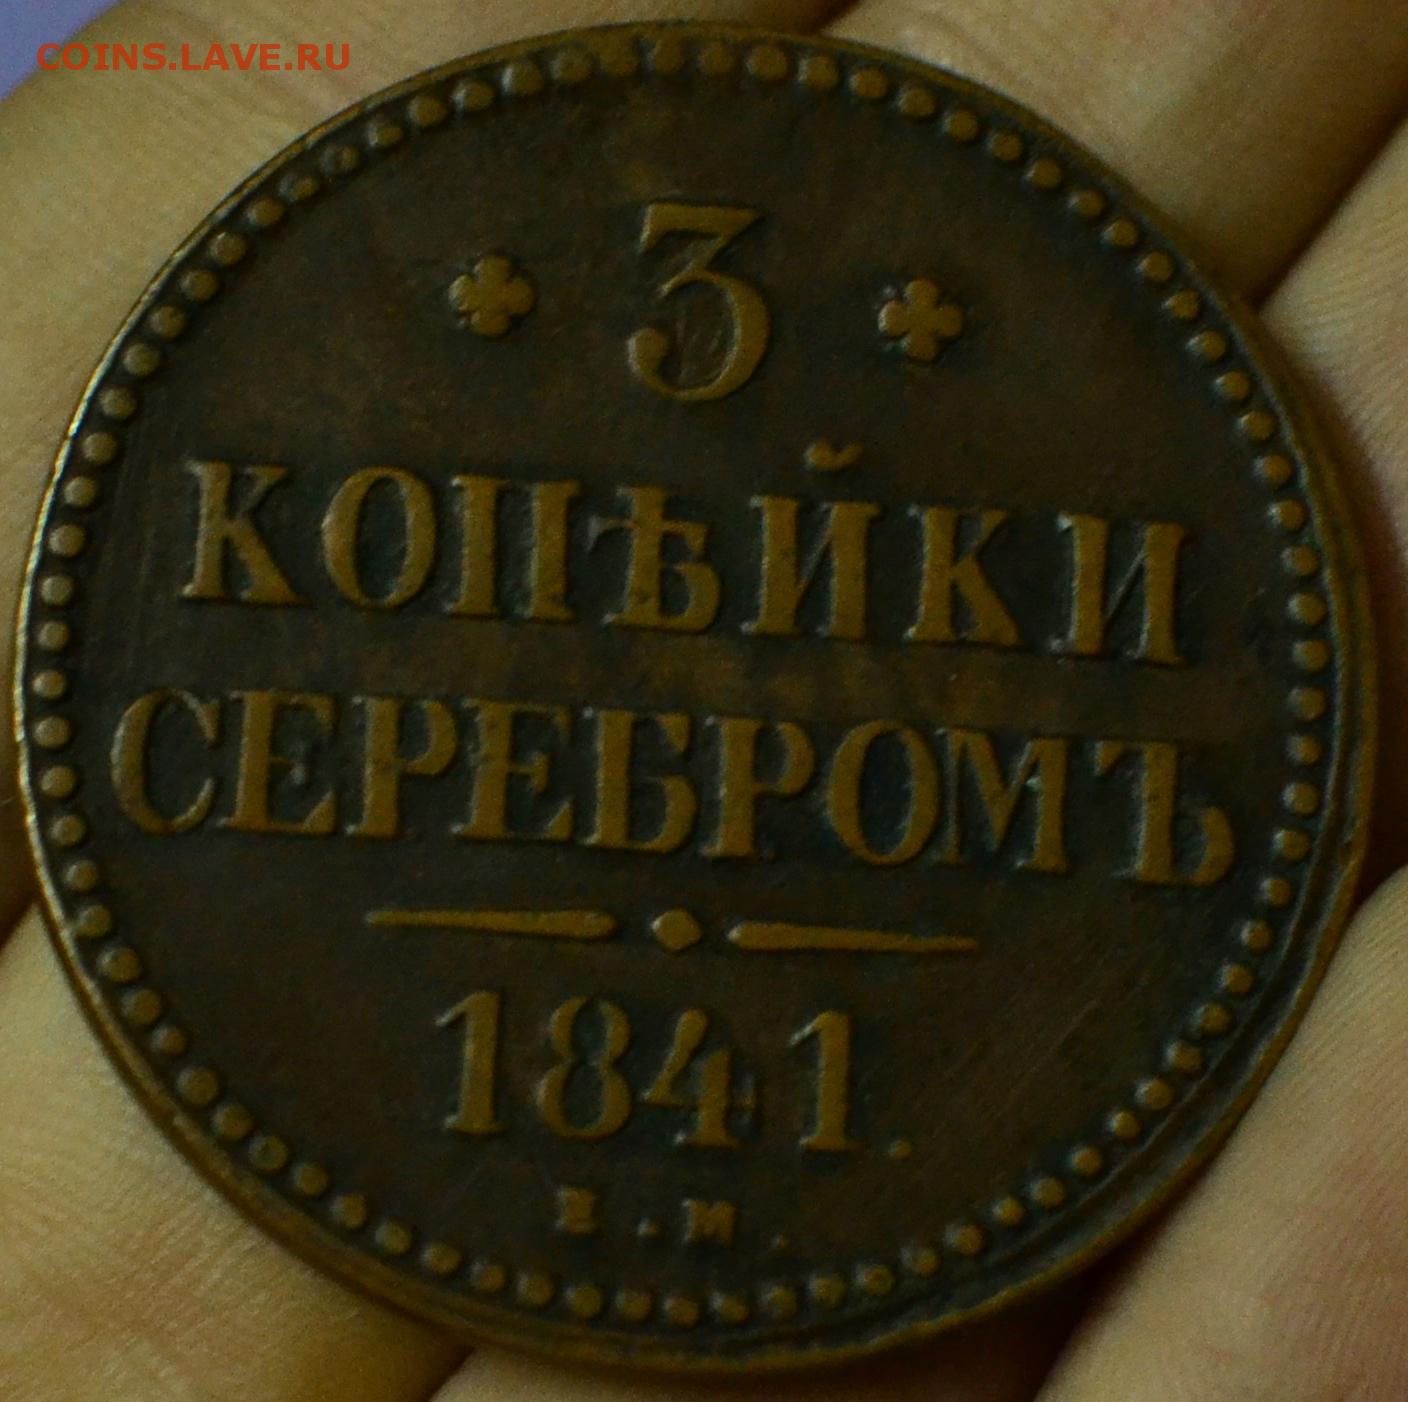 COINS.LAVE.RU
3
КОПѢЙКИ
СЕРЕБРОМЪ
1841.
Е.М.